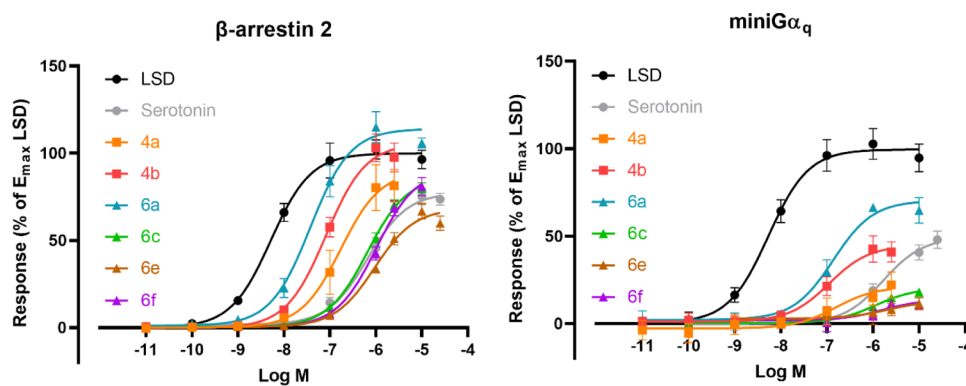 β-arrestin 2
Response (% of Emax LSD)
150
100
50
0
LSD
Serotonin
4a
4b
6a
6c
6e
6f
-11 -10 -9 -8 -7 -6 -5 -4
Log M
miniGαq
Response (% of Emax LSD)
150
100
50
0
LSD
Serotonin
4a
4b
6a
6c
6e
6f
-11 -10 -9 -8 -7 -6 -5 -4
Log M